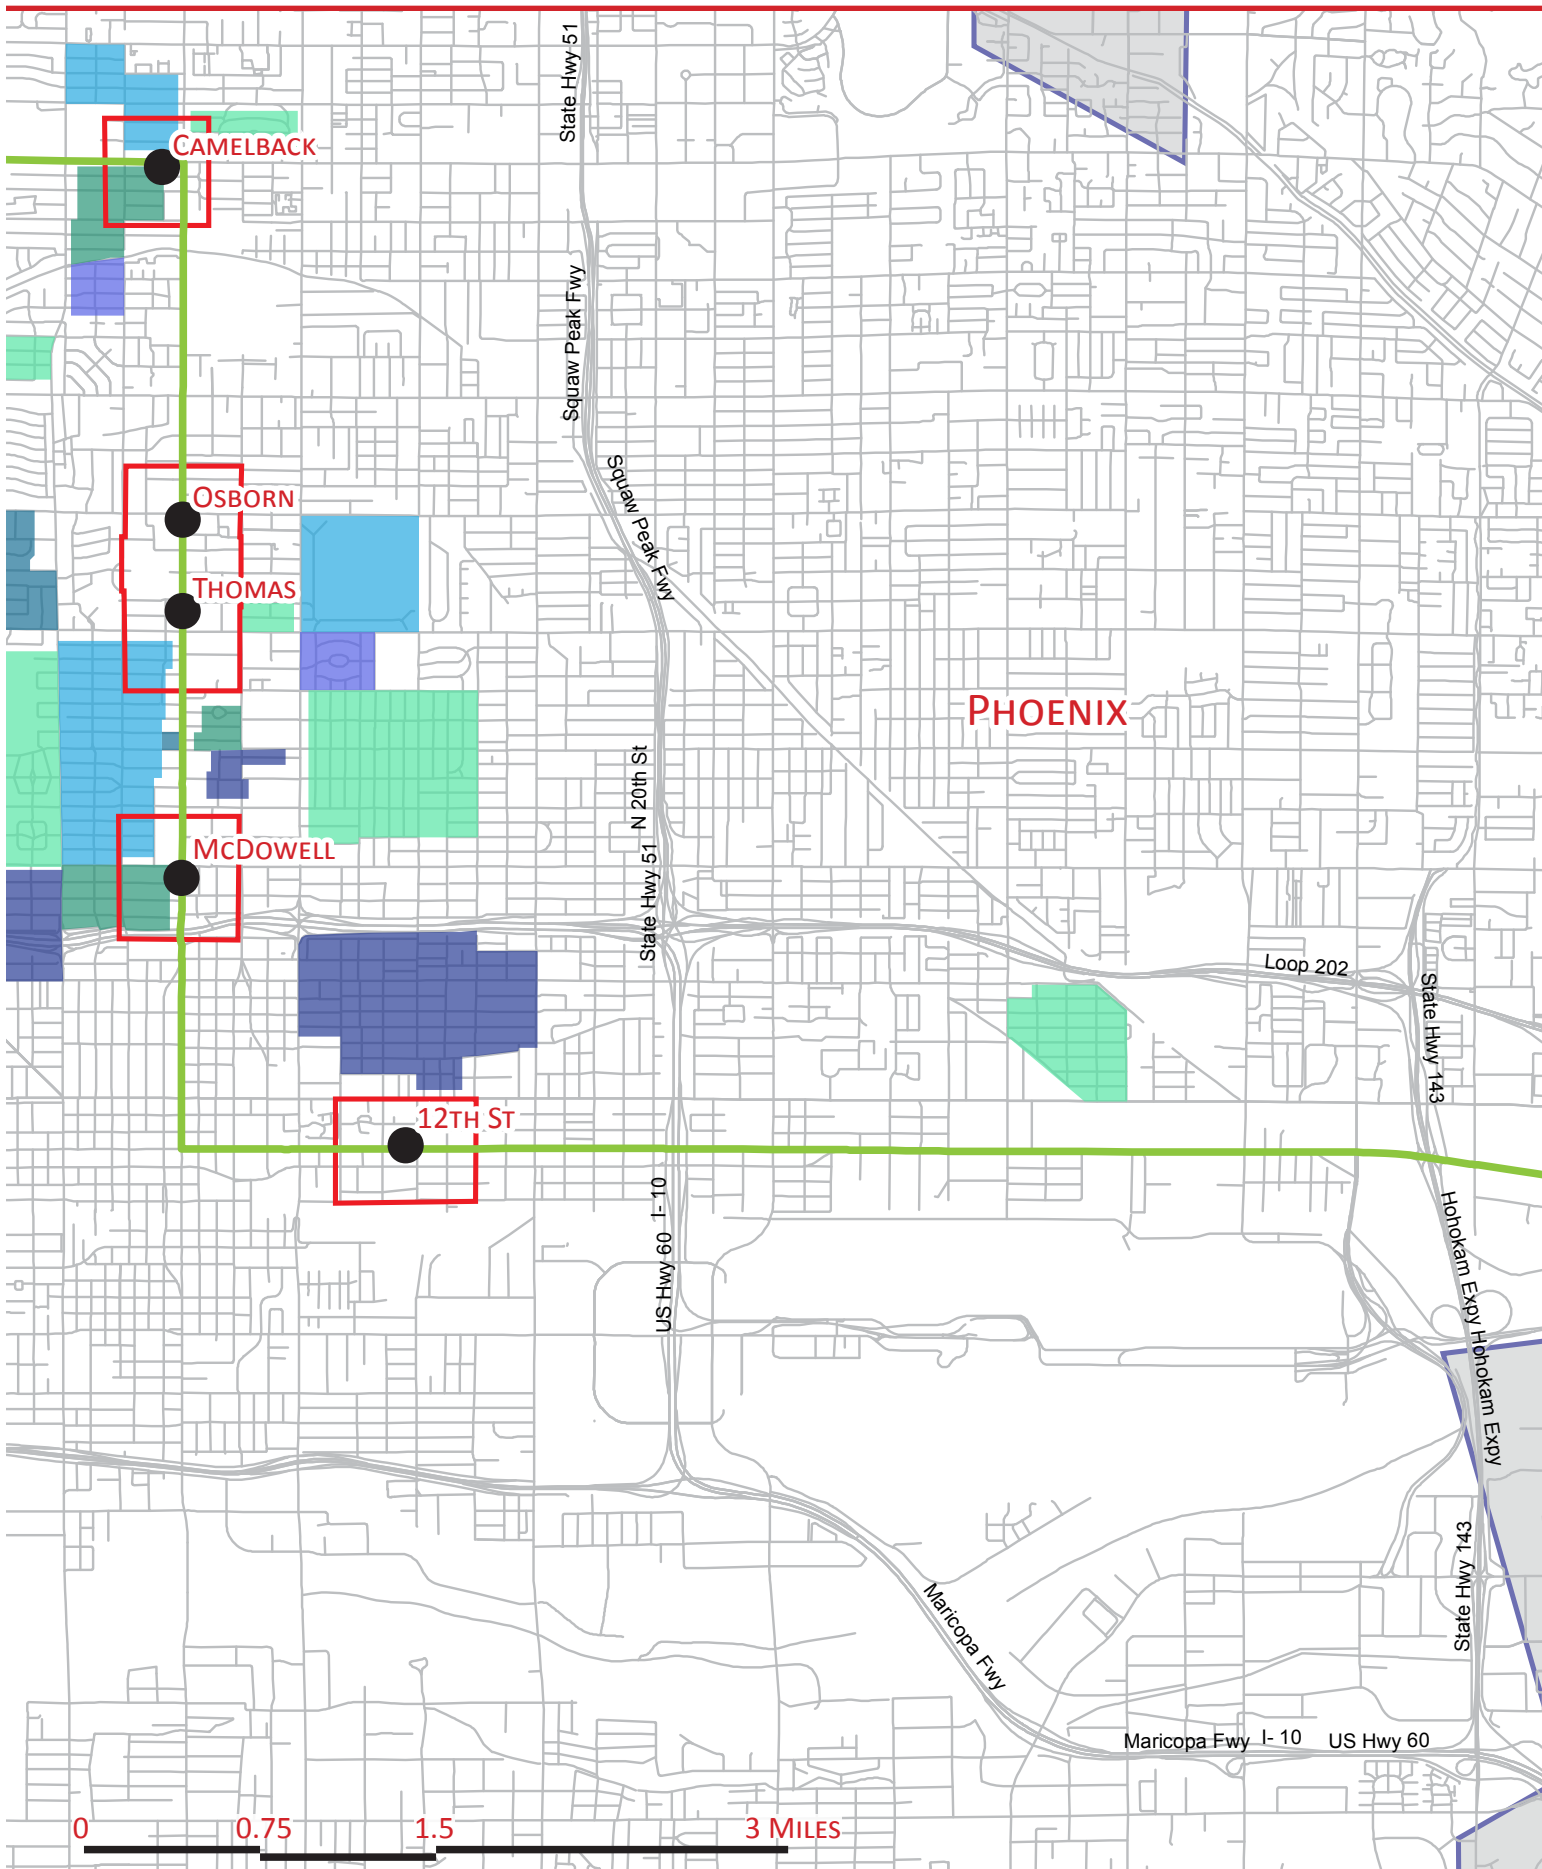 State Hwy 51
CAMELBACK
Squaw Peak Fwy
Squaw Peak Fwy
OSBORN
THOMAS
PHOENIX
N 20th St
State Hwy 51
MCDOWELL
Loop 202
State Hwy 143
12TH ST
I- 10
US Hwy 60
Hohokam Expy
Hohokam Expy
State Hwy 143
Maricopa Fwy
Maricopa Fwy I- 10 US Hwy 60
0 0.75 1.5 3 MILES